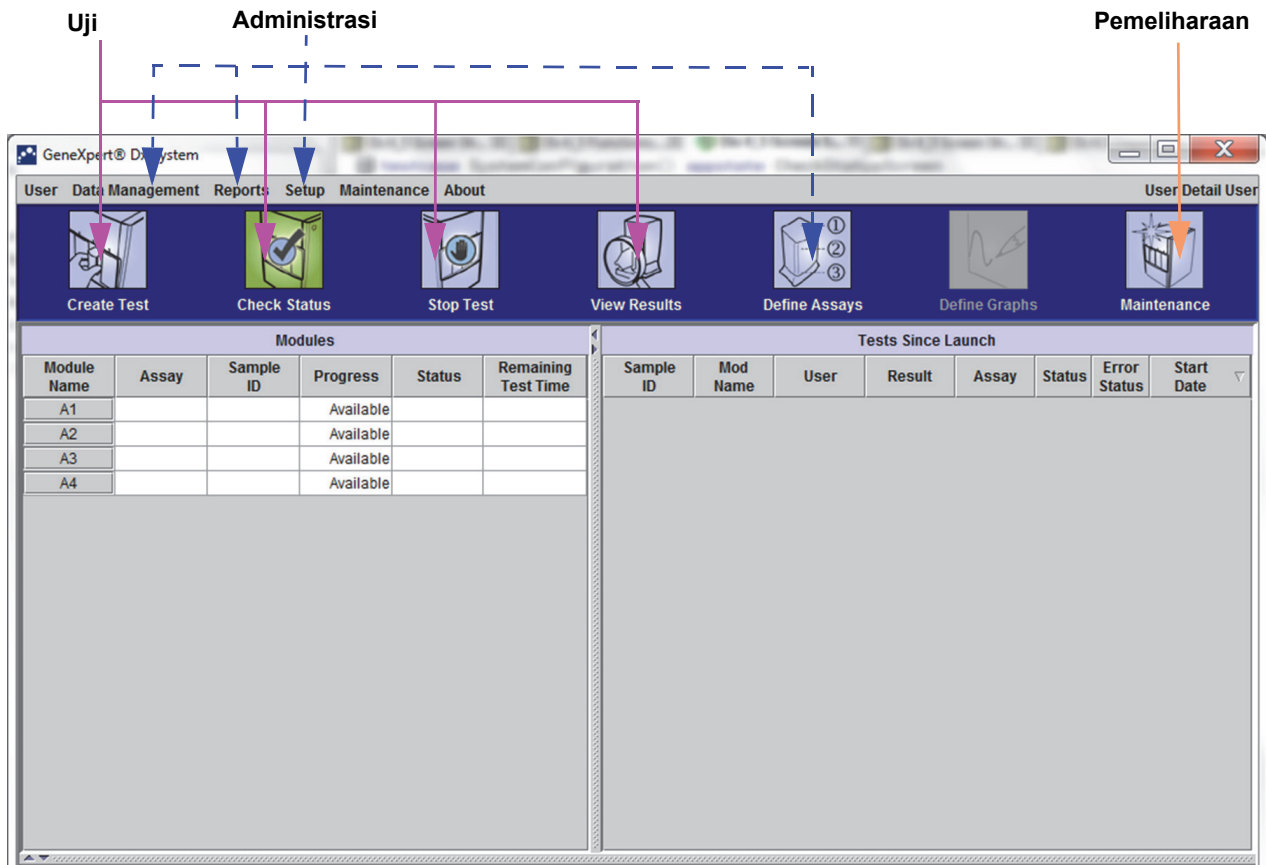 Uji Administrasi Pemeliharaan
GeneXpert® Dx System
User Data Management Reports Setup Maintenance About User Detail User
Create Test Check Status Stop Test View Results Define Assays Define Graphs Maintenance
①
②
③
Modules
Module Name Assay Sample ID Progress Status Remaining Test Time
A1 Available
A2 Available
A3 Available
A4 Available
Tests Since Launch
Sample ID Mod Name User Result Assay Status Error Status Start Date